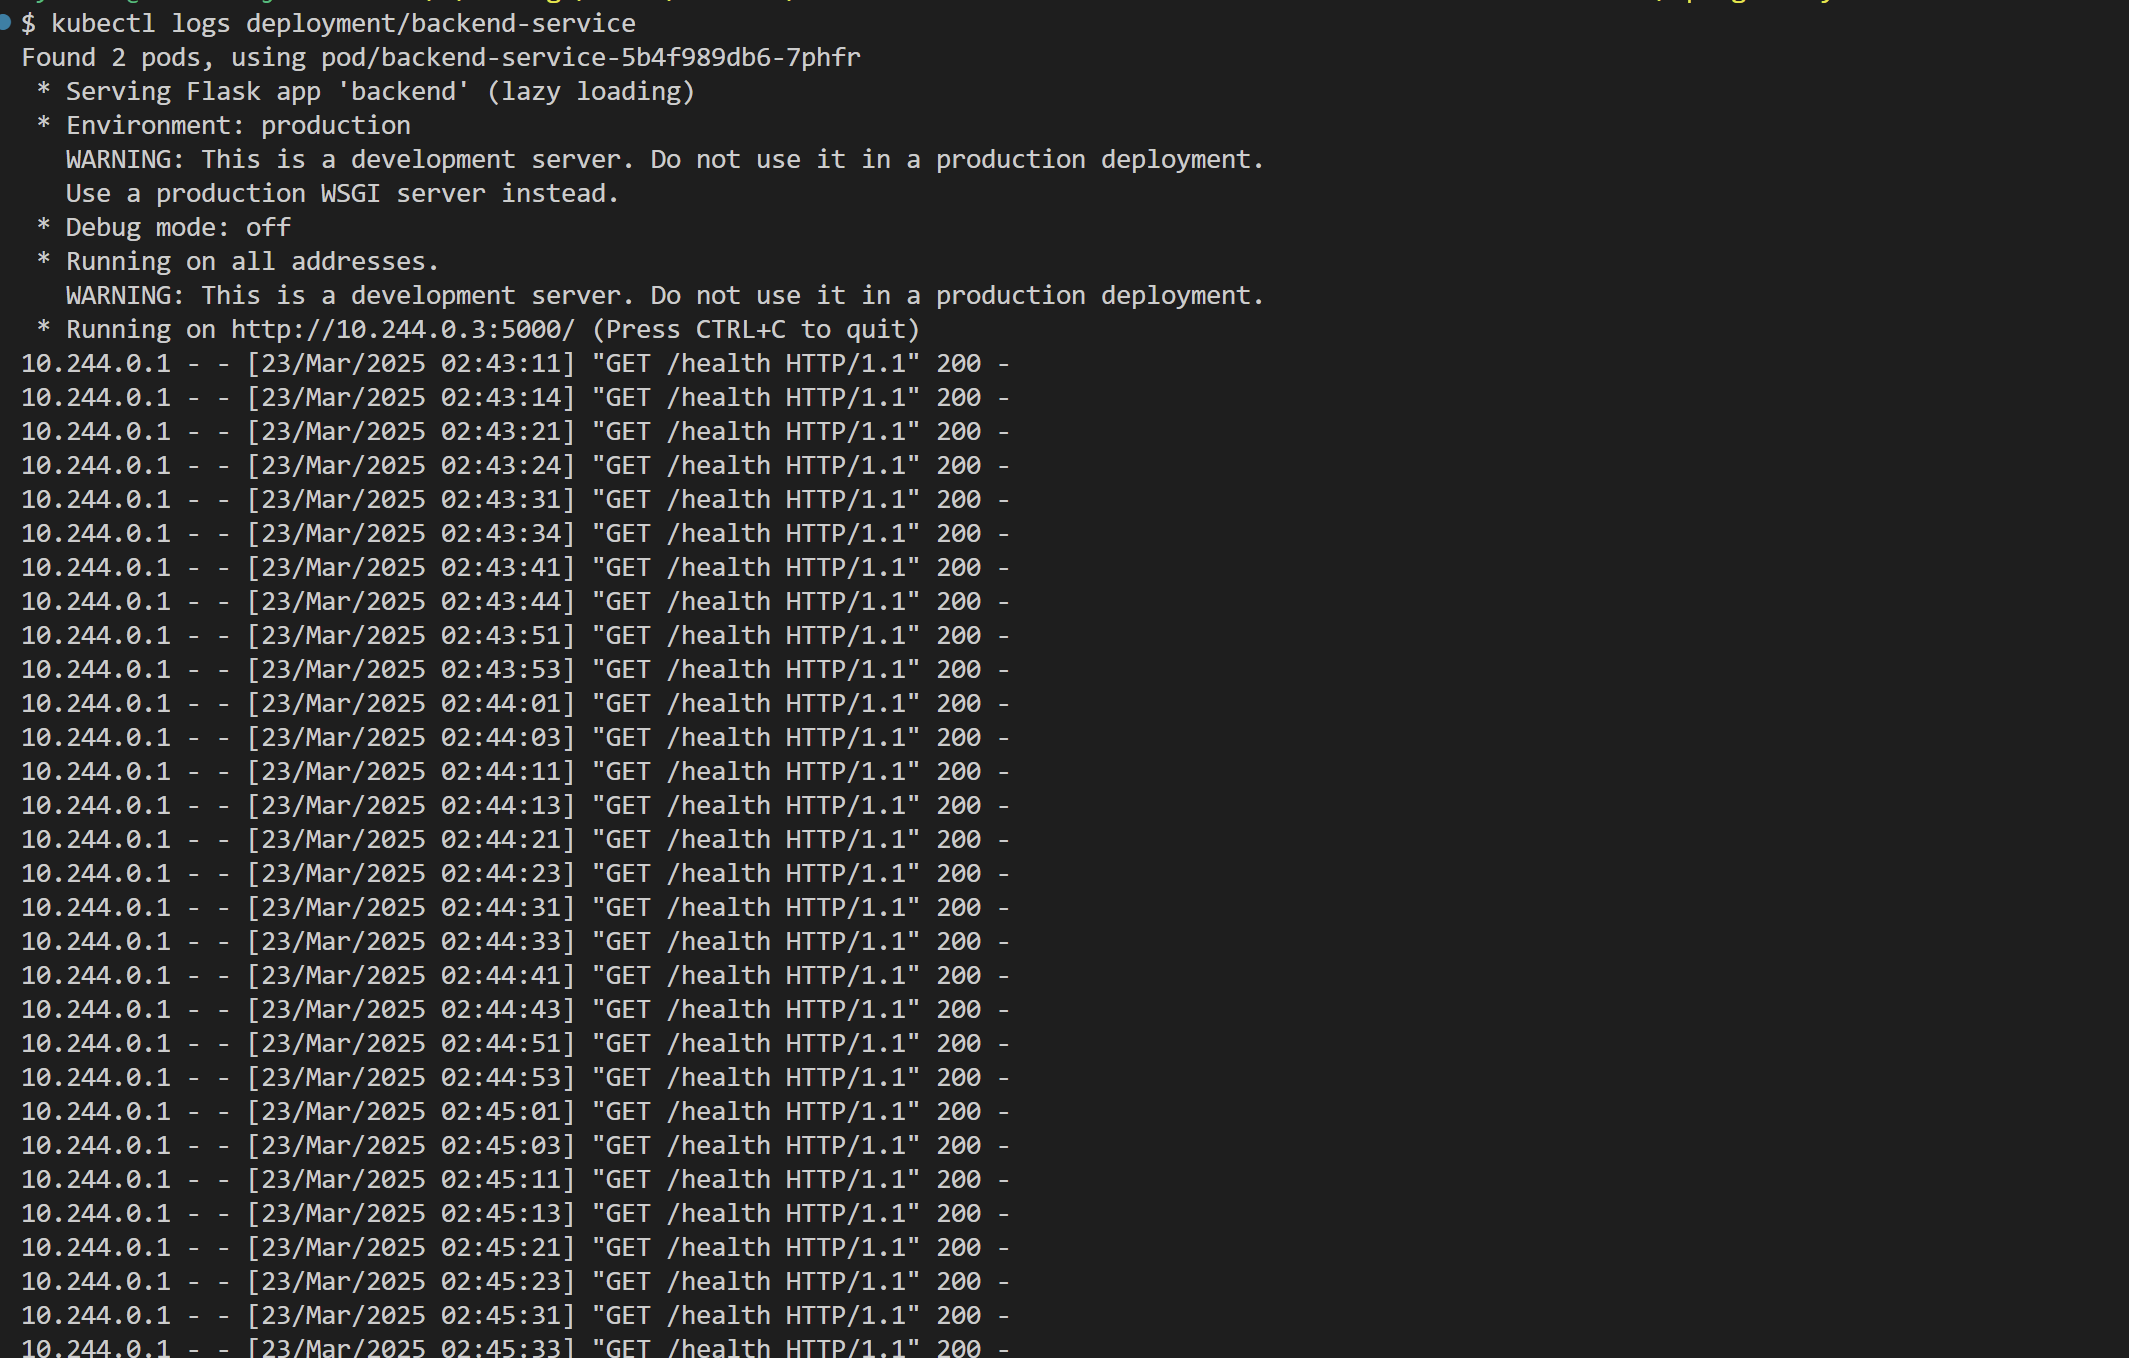 $ kubectl logs deployment/backend-service
Found 2 pods, using pod/backend-service-5b4f989db6-7phfr
 * Serving Flask app 'backend' (lazy loading)
 * Environment: production
   WARNING: This is a development server. Do not use it in a production deployment.
   Use a production WSGI server instead.
 * Debug mode: off
 * Running on all addresses.
   WARNING: This is a development server. Do not use it in a production deployment.
 * Running on http://10.244.0.3:5000/ (Press CTRL+C to quit)
10.244.0.1 - - [23/Mar/2025 02:43:11] "GET /health HTTP/1.1" 200 -
10.244.0.1 - - [23/Mar/2025 02:43:14] "GET /health HTTP/1.1" 200 -
10.244.0.1 - - [23/Mar/2025 02:43:21] "GET /health HTTP/1.1" 200 -
10.244.0.1 - - [23/Mar/2025 02:43:24] "GET /health HTTP/1.1" 200 -
10.244.0.1 - - [23/Mar/2025 02:43:31] "GET /health HTTP/1.1" 200 -
10.244.0.1 - - [23/Mar/2025 02:43:34] "GET /health HTTP/1.1" 200 -
10.244.0.1 - - [23/Mar/2025 02:43:41] "GET /health HTTP/1.1" 200 -
10.244.0.1 - - [23/Mar/2025 02:43:44] "GET /health HTTP/1.1" 200 -
10.244.0.1 - - [23/Mar/2025 02:43:51] "GET /health HTTP/1.1" 200 -
10.244.0.1 - - [23/Mar/2025 02:43:53] "GET /health HTTP/1.1" 200 -
10.244.0.1 - - [23/Mar/2025 02:44:01] "GET /health HTTP/1.1" 200 -
10.244.0.1 - - [23/Mar/2025 02:44:03] "GET /health HTTP/1.1" 200 -
10.244.0.1 - - [23/Mar/2025 02:44:11] "GET /health HTTP/1.1" 200 -
10.244.0.1 - - [23/Mar/2025 02:44:13] "GET /health HTTP/1.1" 200 -
10.244.0.1 - - [23/Mar/2025 02:44:21] "GET /health HTTP/1.1" 200 -
10.244.0.1 - - [23/Mar/2025 02:44:23] "GET /health HTTP/1.1" 200 -
10.244.0.1 - - [23/Mar/2025 02:44:31] "GET /health HTTP/1.1" 200 -
10.244.0.1 - - [23/Mar/2025 02:44:33] "GET /health HTTP/1.1" 200 -
10.244.0.1 - - [23/Mar/2025 02:44:41] "GET /health HTTP/1.1" 200 -
10.244.0.1 - - [23/Mar/2025 02:44:43] "GET /health HTTP/1.1" 200 -
10.244.0.1 - - [23/Mar/2025 02:44:51] "GET /health HTTP/1.1" 200 -
10.244.0.1 - - [23/Mar/2025 02:44:53] "GET /health HTTP/1.1" 200 -
10.244.0.1 - - [23/Mar/2025 02:45:01] "GET /health HTTP/1.1" 200 -
10.244.0.1 - - [23/Mar/2025 02:45:03] "GET /health HTTP/1.1" 200 -
10.244.0.1 - - [23/Mar/2025 02:45:11] "GET /health HTTP/1.1" 200 -
10.244.0.1 - - [23/Mar/2025 02:45:13] "GET /health HTTP/1.1" 200 -
10.244.0.1 - - [23/Mar/2025 02:45:21] "GET /health HTTP/1.1" 200 -
10.244.0.1 - - [23/Mar/2025 02:45:23] "GET /health HTTP/1.1" 200 -
10.244.0.1 - - [23/Mar/2025 02:45:31] "GET /health HTTP/1.1" 200 -
10.244.0.1 - - [23/Mar/2025 02:45:33] "GET /health HTTP/1.1" 200 -